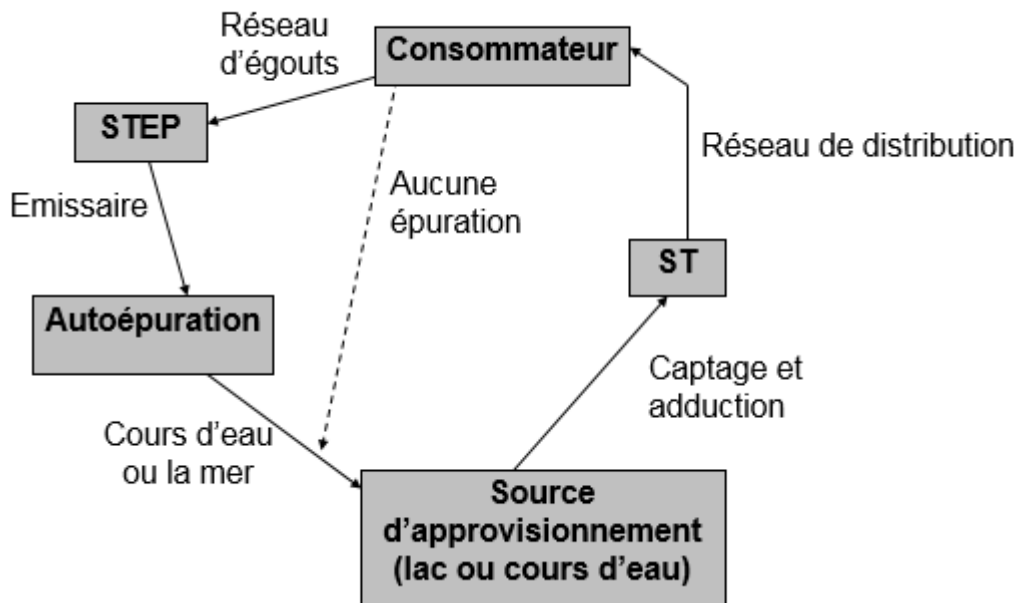 Réseau
d'égouts
Consommateur
STEP
Réseau de distribution
Aucune
épuration
Emissaire
ST
Autoépuration
Captage et
adduction
Cours d'eau
ou la mer
Source
d'approvisionnement
(lac ou cours d'eau)